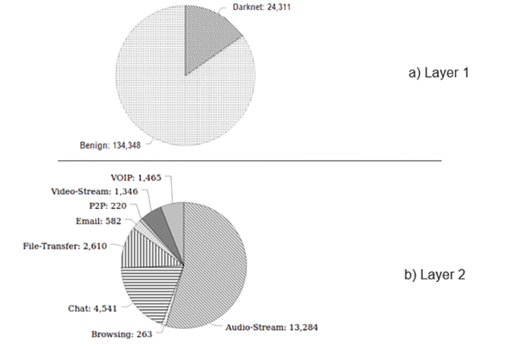 Darknet: 24,311
a) Layer 1
Benign: 134,348
VOIP: 1,465
Video-Stream: 1,346
P2P: 220
Email: 582
File-Transfer: 2,610
b) Layer 2
Chat: 4,541
Audio-Stream: 13,284
Browsing: 263